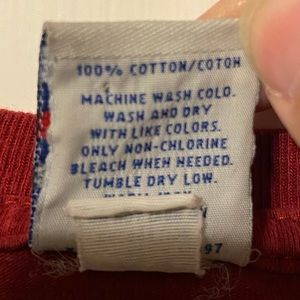 100% COTTON/COTON
MACHINE WASH COLD.
WASH AND DRY
WITH LIKE COLORS.
ONLY NON-CHLORINE
BLEACH WHEN NEEDED.
TUMBLE DRY LOW.
97